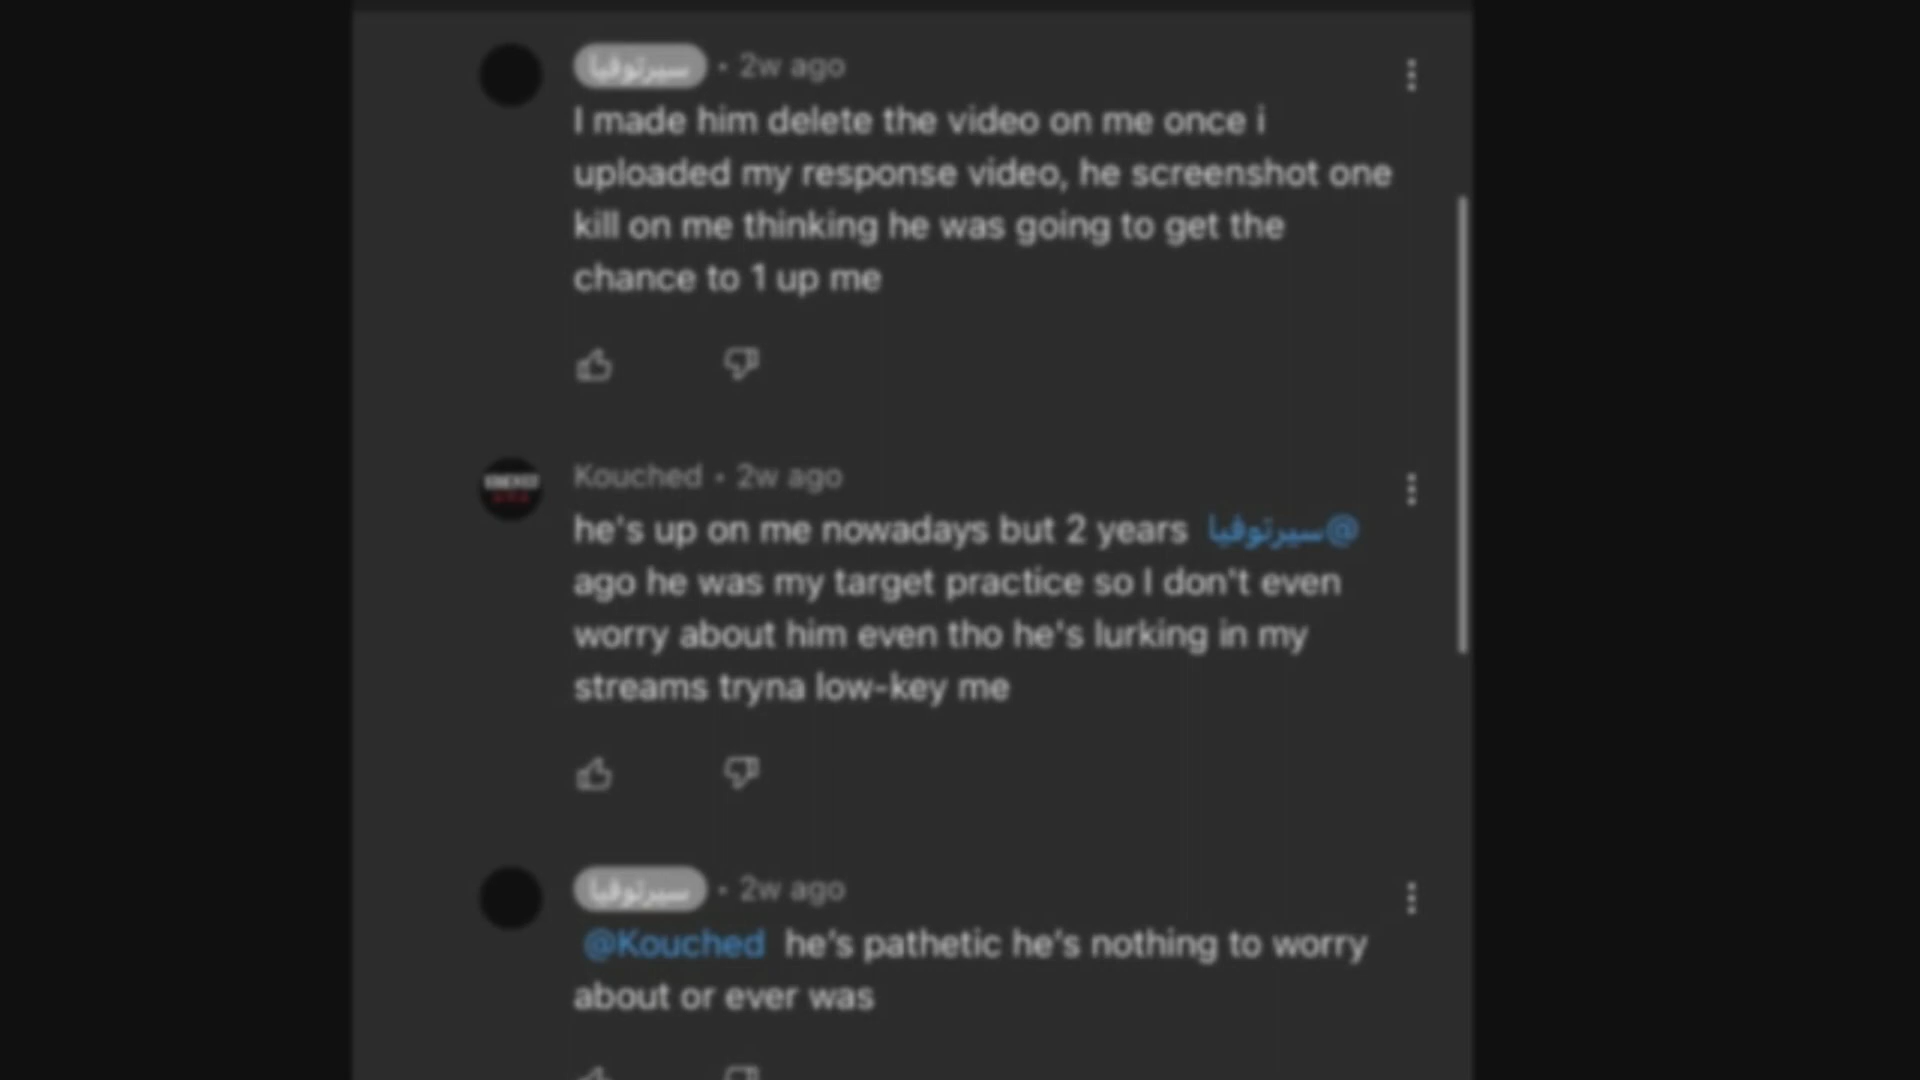 سيرتوفيا • 2w ago
I made him delete the video on me once i
uploaded my response video, he screenshot one
kill on me thinking he was going to get the
chance to 1 up me
Kouched • 2w ago
he's up on me nowadays but 2 years @سيرتوفيا
ago he was my target practice so I don't even
worry about him even tho he's lurking in my
streams tryna low-key me
سيرتوفيا • 2w ago
@Kouched he's pathetic he's nothing to worry
about or ever was